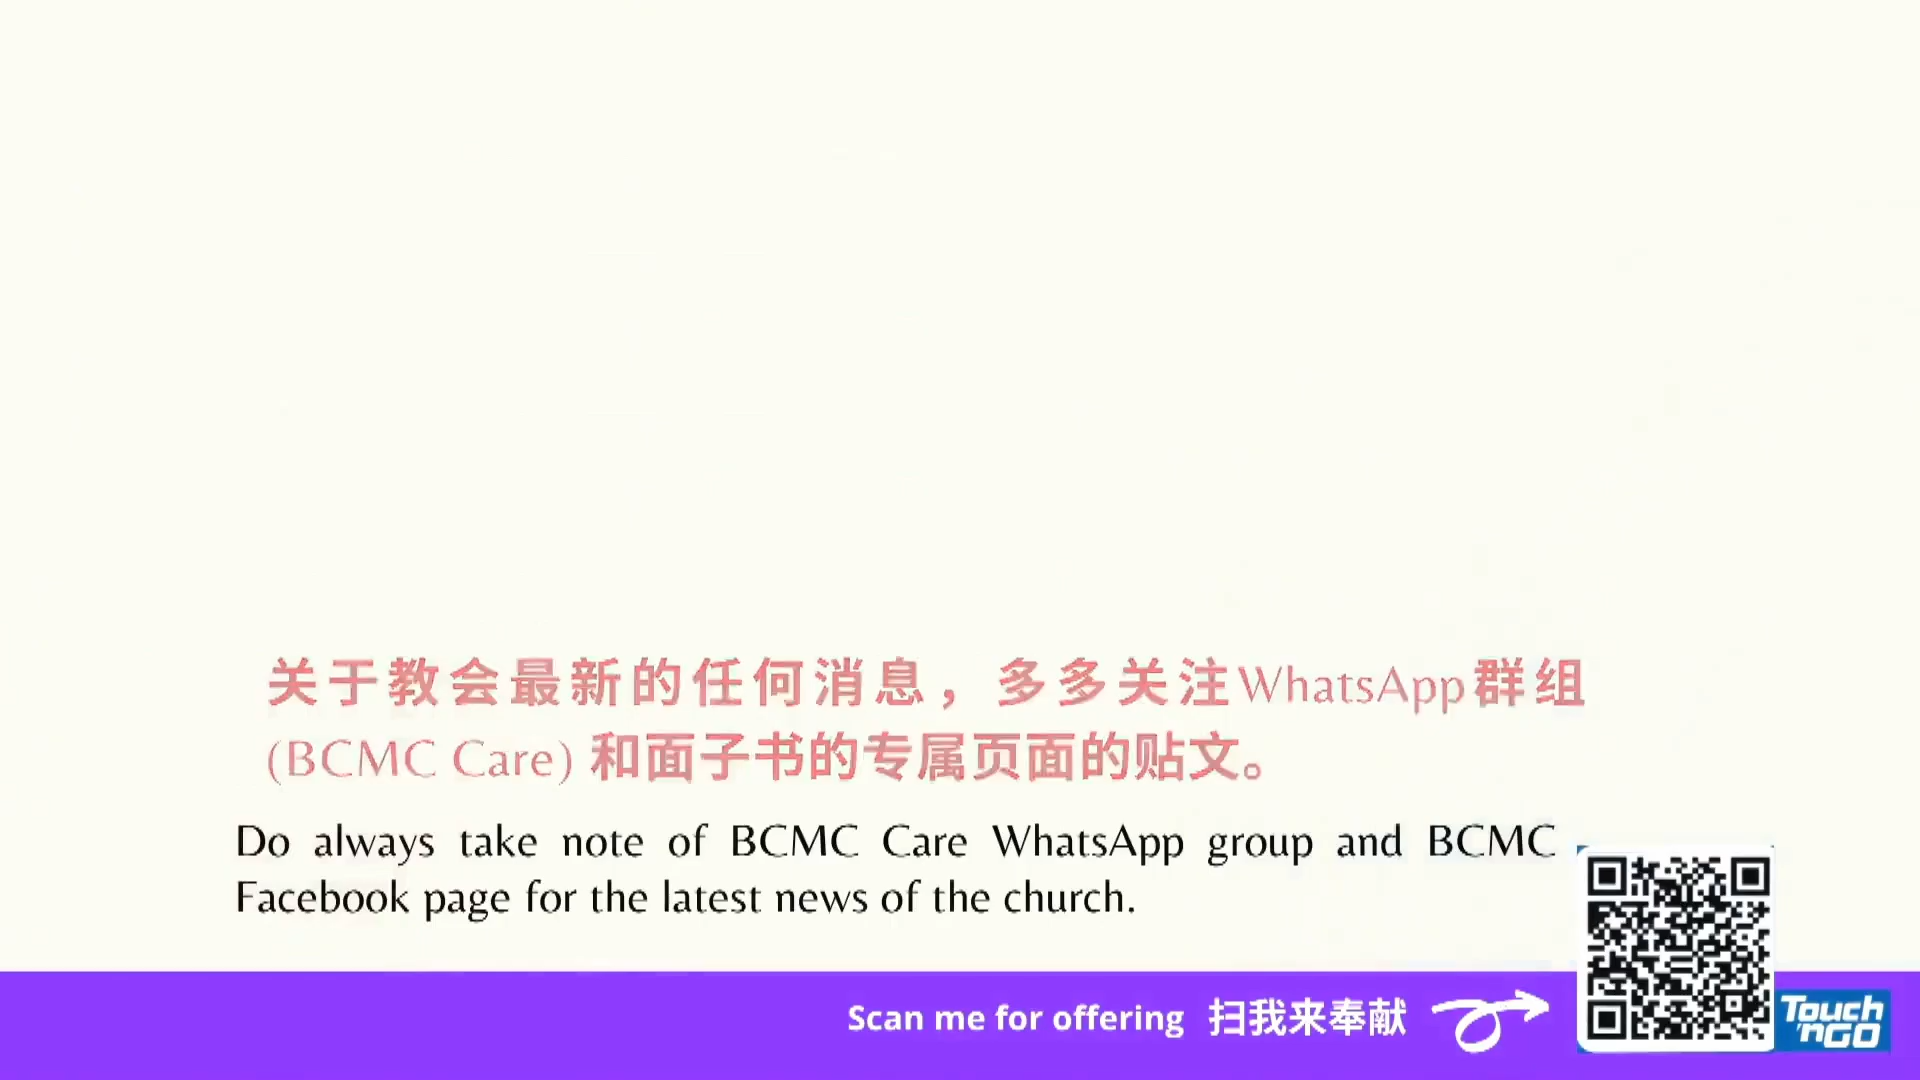 关于教会最新的任何消息，多多关注WhatsApp群组
(BCMC Care) 和面子书的专属页面的贴文。
Do always take note of BCMC Care WhatsApp group and BCMC
Facebook page for the latest news of the church.
Scan me for offering 扫我来奉献
Touch
'nGO